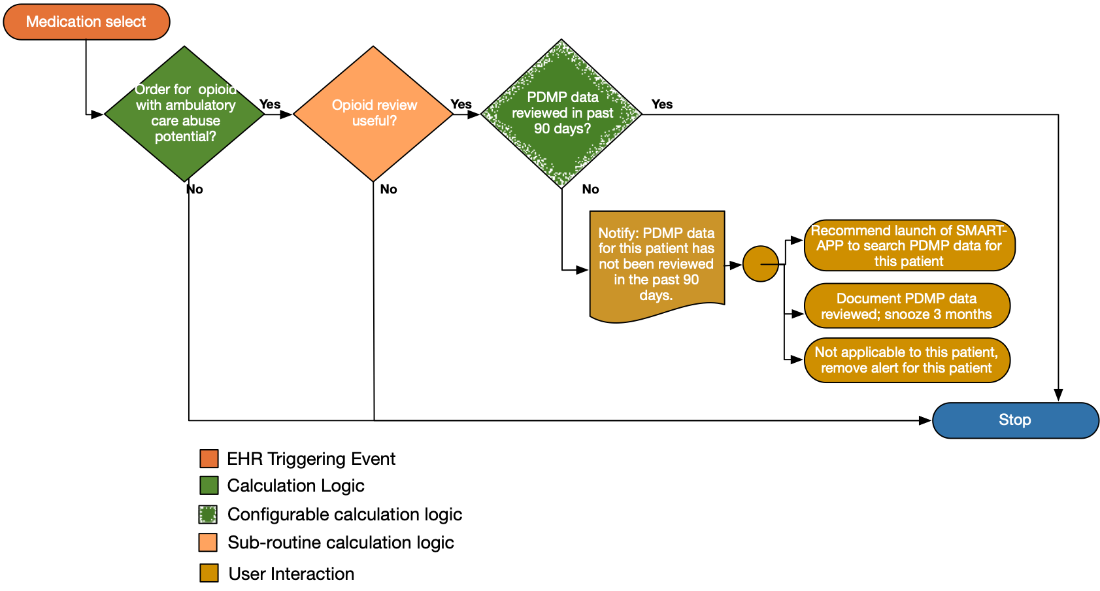 Medication select
Order for opioid
with ambulatory
care abuse
potential?
Yes
Opioid review
useful?
Yes
PDMP data
reviewed in past
90 days?
Yes
No
No
No
Notify: PDMP data
for this patient has
not been reviewed
in the past 90
days.
Recommend launch of SMART-
APP to search PDMP data for
this patient
Document PDMP data
reviewed; snooze 3 months
Not applicable to this patient,
remove alert for this patient
Stop
EHR Triggering Event
Calculation Logic
Configurable calculation logic
Sub-routine calculation logic
User Interaction